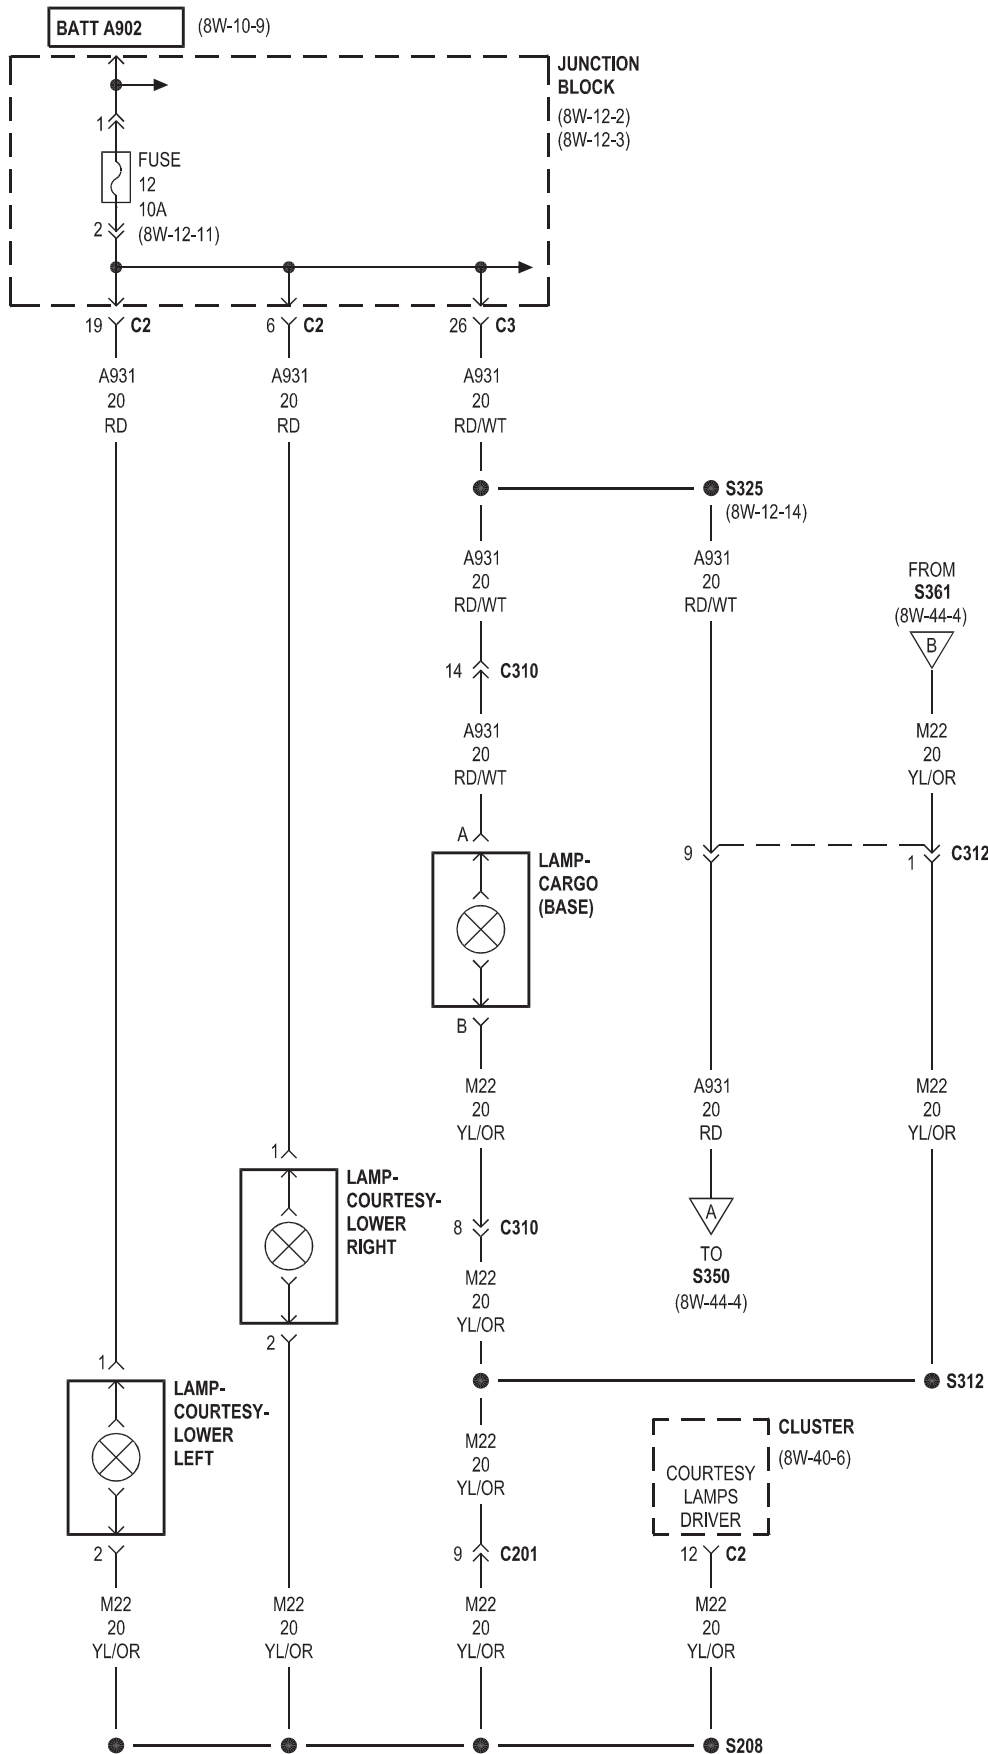 BATT A902 (8W-10-9)
JUNCTION
BLOCK
(8W-12-2)
(8W-12-3)
1
FUSE
12
10A
2 (8W-12-11)
19 C2
6 C2
26 C3
A931
20
RD
A931
20
RD
A931
20
RD/WT
S325
(8W-12-14)
A931
20
RD/WT
A931
20
RD/WT
FROM
S361
(8W-44-4)
B
14 C310
A931
20
RD/WT
M22
20
YL/OR
A
LAMP-
CARGO
(BASE)
9
1 C312
B
M22
20
YL/OR
A931
20
RD
M22
20
YL/OR
1
LAMP-
COURTESY-
LOWER
RIGHT
2
8 C310
A
TO
S350
(8W-44-4)
M22
20
YL/OR
1
LAMP-
COURTESY-
LOWER
LEFT
2
S312
M22
20
YL/OR
CLUSTER
(8W-40-6)
COURTESY
LAMPS
DRIVER
9 C201
12 C2
M22
20
YL/OR
M22
20
YL/OR
M22
20
YL/OR
M22
20
YL/OR
S208